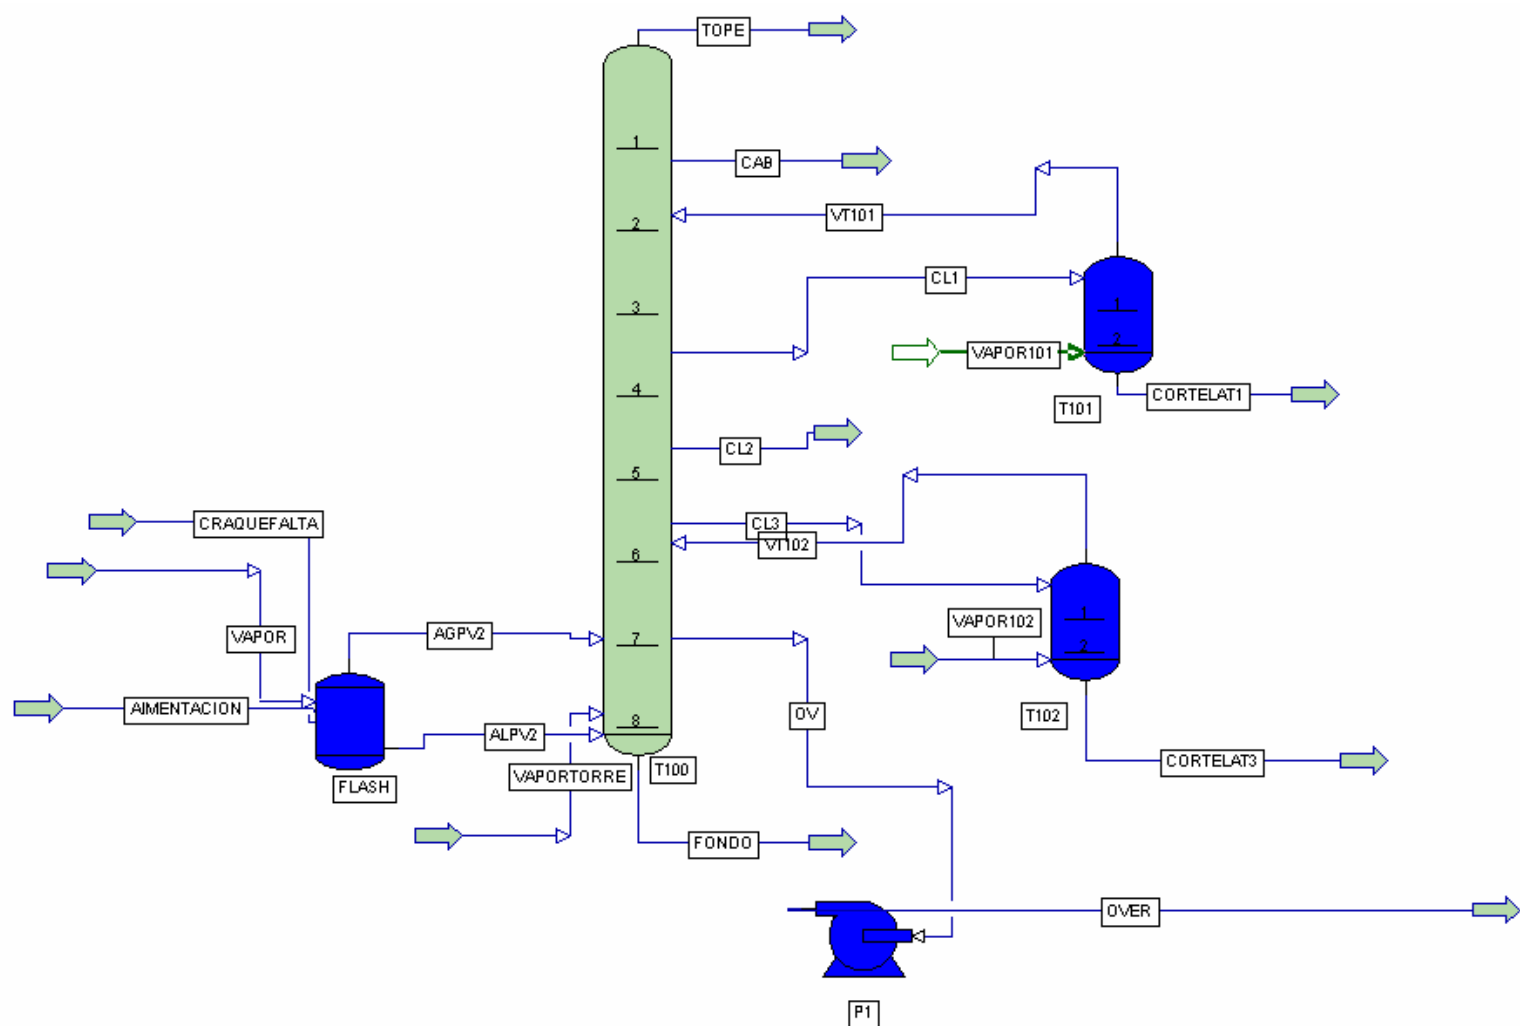 TOPE
1
CAB
2
VT101
CL1
3
1
2
VAPOR101
4
CORTELAT1
T101
CL2
5
CRAQUEFALTA
CL3
VT102
6
VAPOR
AGPV2
7
1
VAPOR102
2
AIMENTACION
8
ALPV2
OV
T102
T100
VAPORTORRE
CORTELAT3
FLASH
FONDO
OVER
P1